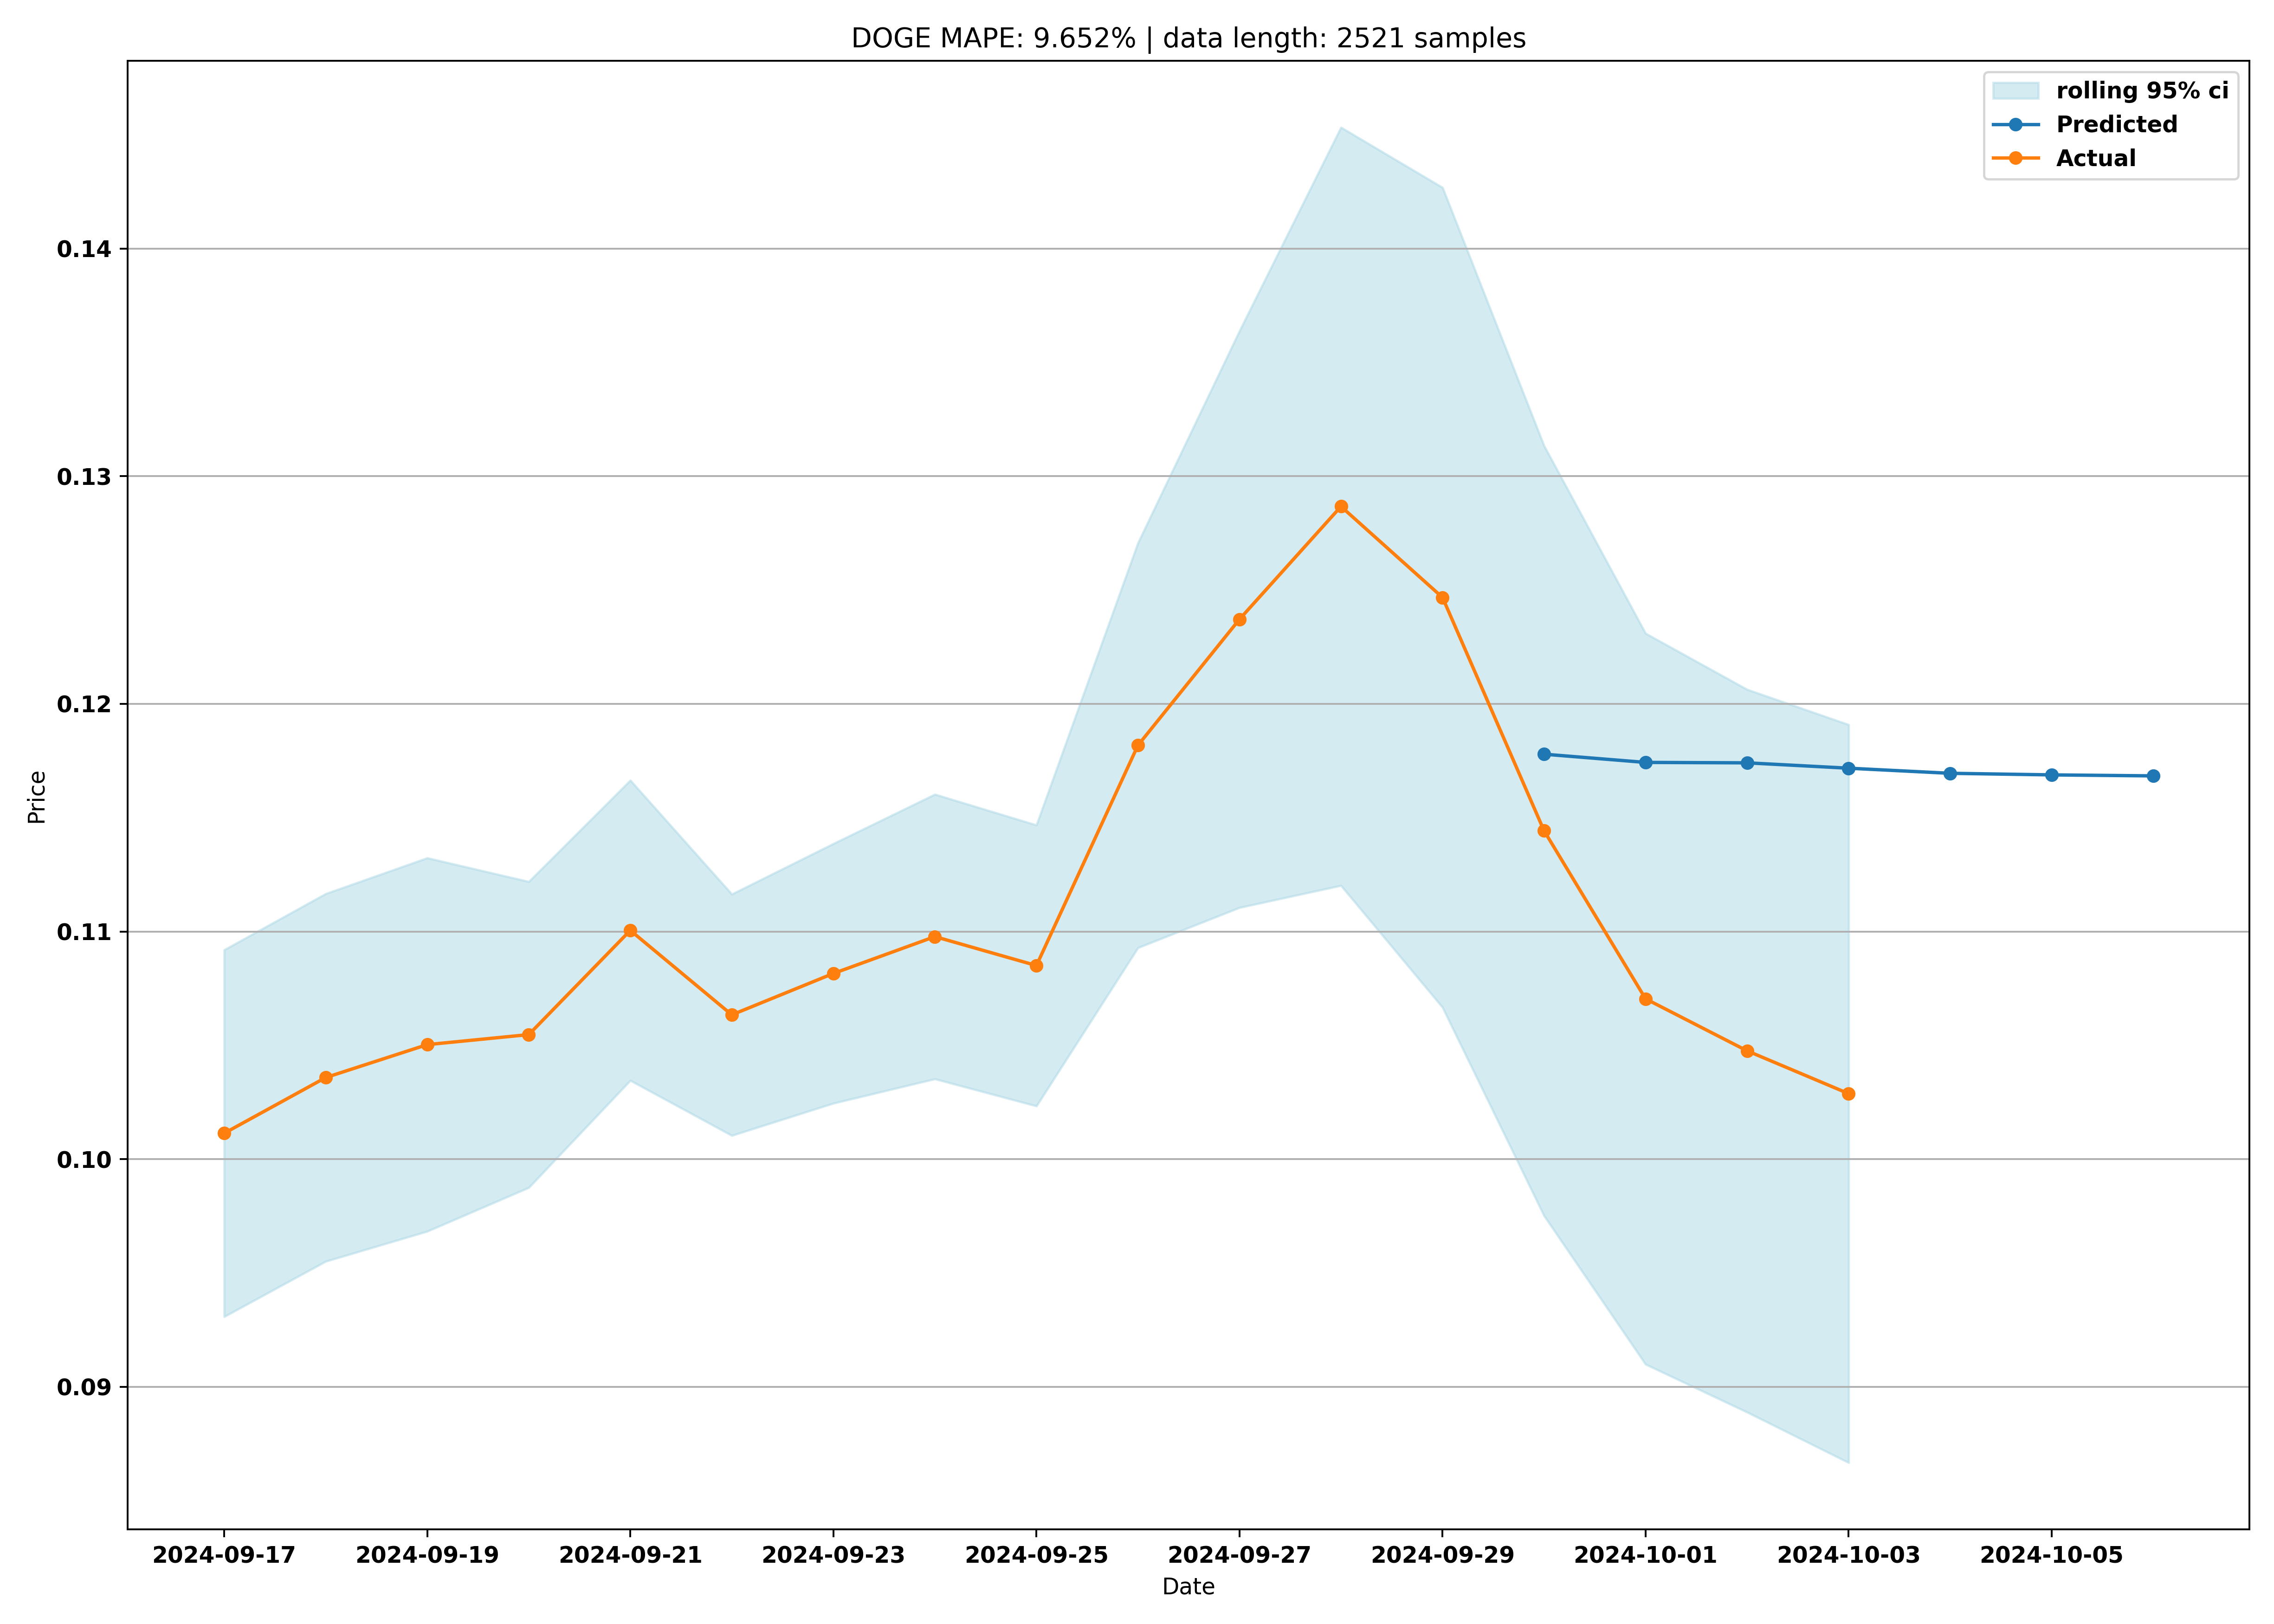 DOGE MAPE: 9.652% | data length: 2521 samples
rolling 95% ci
Predicted
Actual
0.14
0.13
0.12
0.11
0.10
0.09
Price
2024-09-17 2024-09-19 2024-09-21 2024-09-23 2024-09-25 2024-09-27 2024-09-29 2024-10-01 2024-10-03 2024-10-05
Date